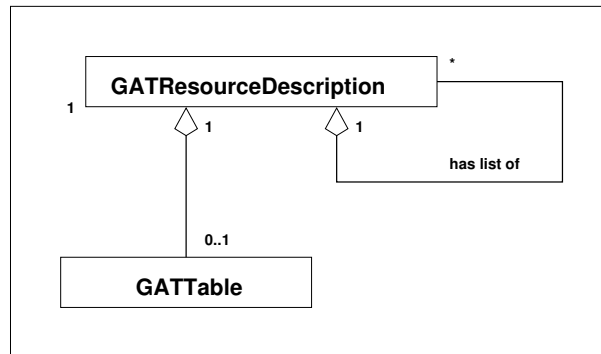 *
GATResourceDescription
1
1
1
has list of
0..1
GATTable